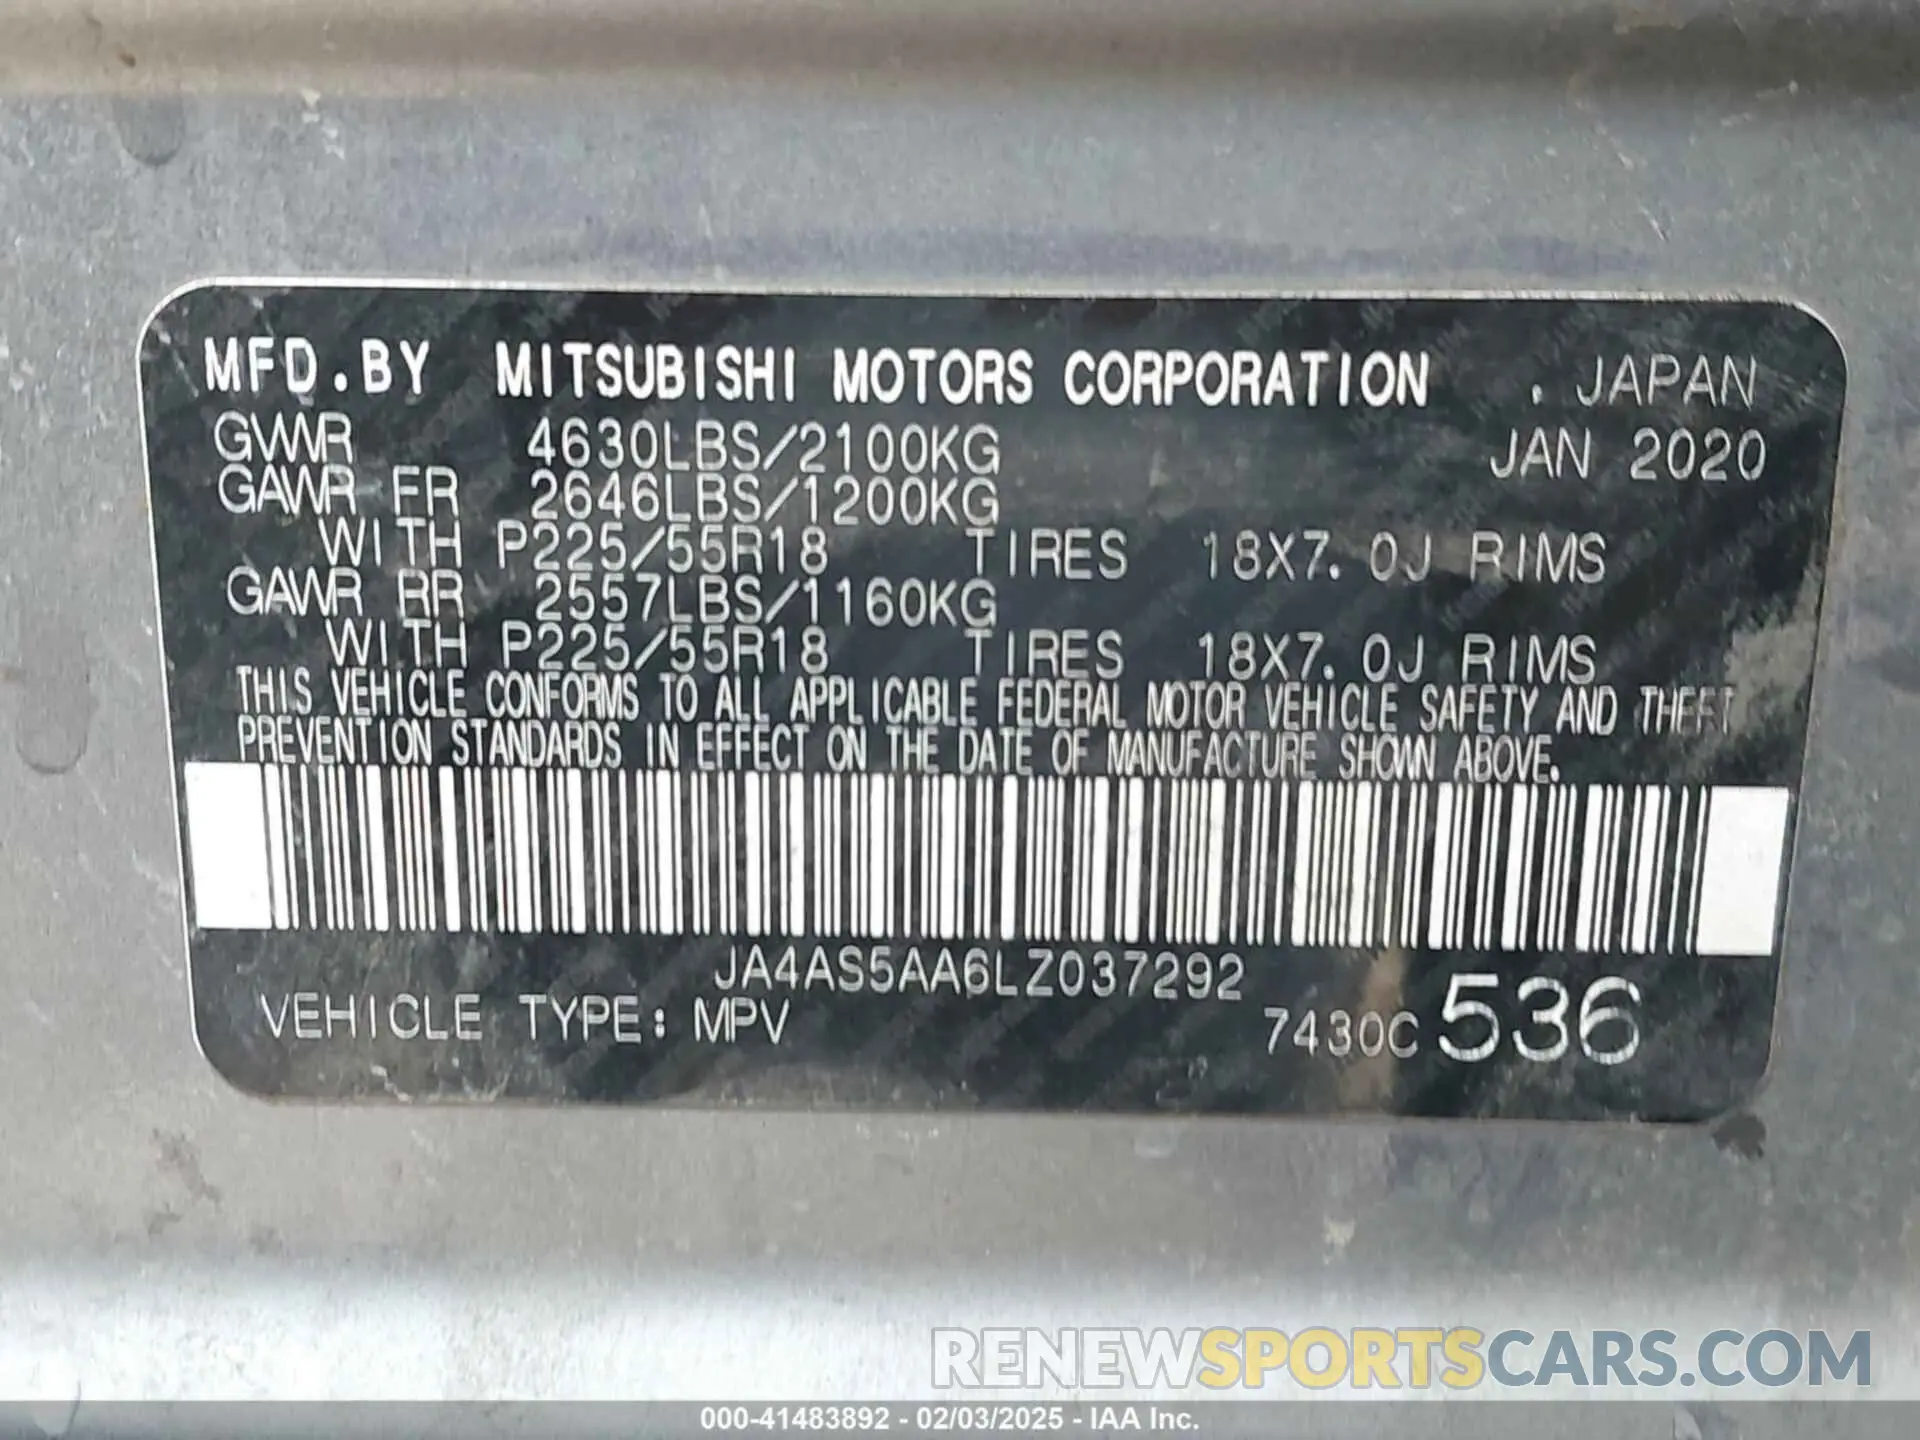 MFD.BY MITSUBISHI MOTORS CORPORATION . JAPAN
GVWR 4630LBS/2100KG JAN 2020
GAWR FR 2646LBS/1200KG
WITH P225/55R18 TIRES 18X7.0J RIMS
GAWR RR 2557LBS/1160KG
WITH P225/55R18 TIRES 18X7.0J RIMS
THIS VEHICLE CONFORMS TO ALL APPLICABLE FEDERAL MOTOR VEHICLE SAFETY AND THEFT
PREVENTION STANDARDS IN EFFECT ON THE DATE OF MANUFACTURE SHOWN ABOVE.
JA4AS5AA6LZ037292
VEHICLE TYPE: MPV 7430C 536
RENEWSPORTSCARS.COM
000-41483892 - 02/03/2025 - IAA Inc.